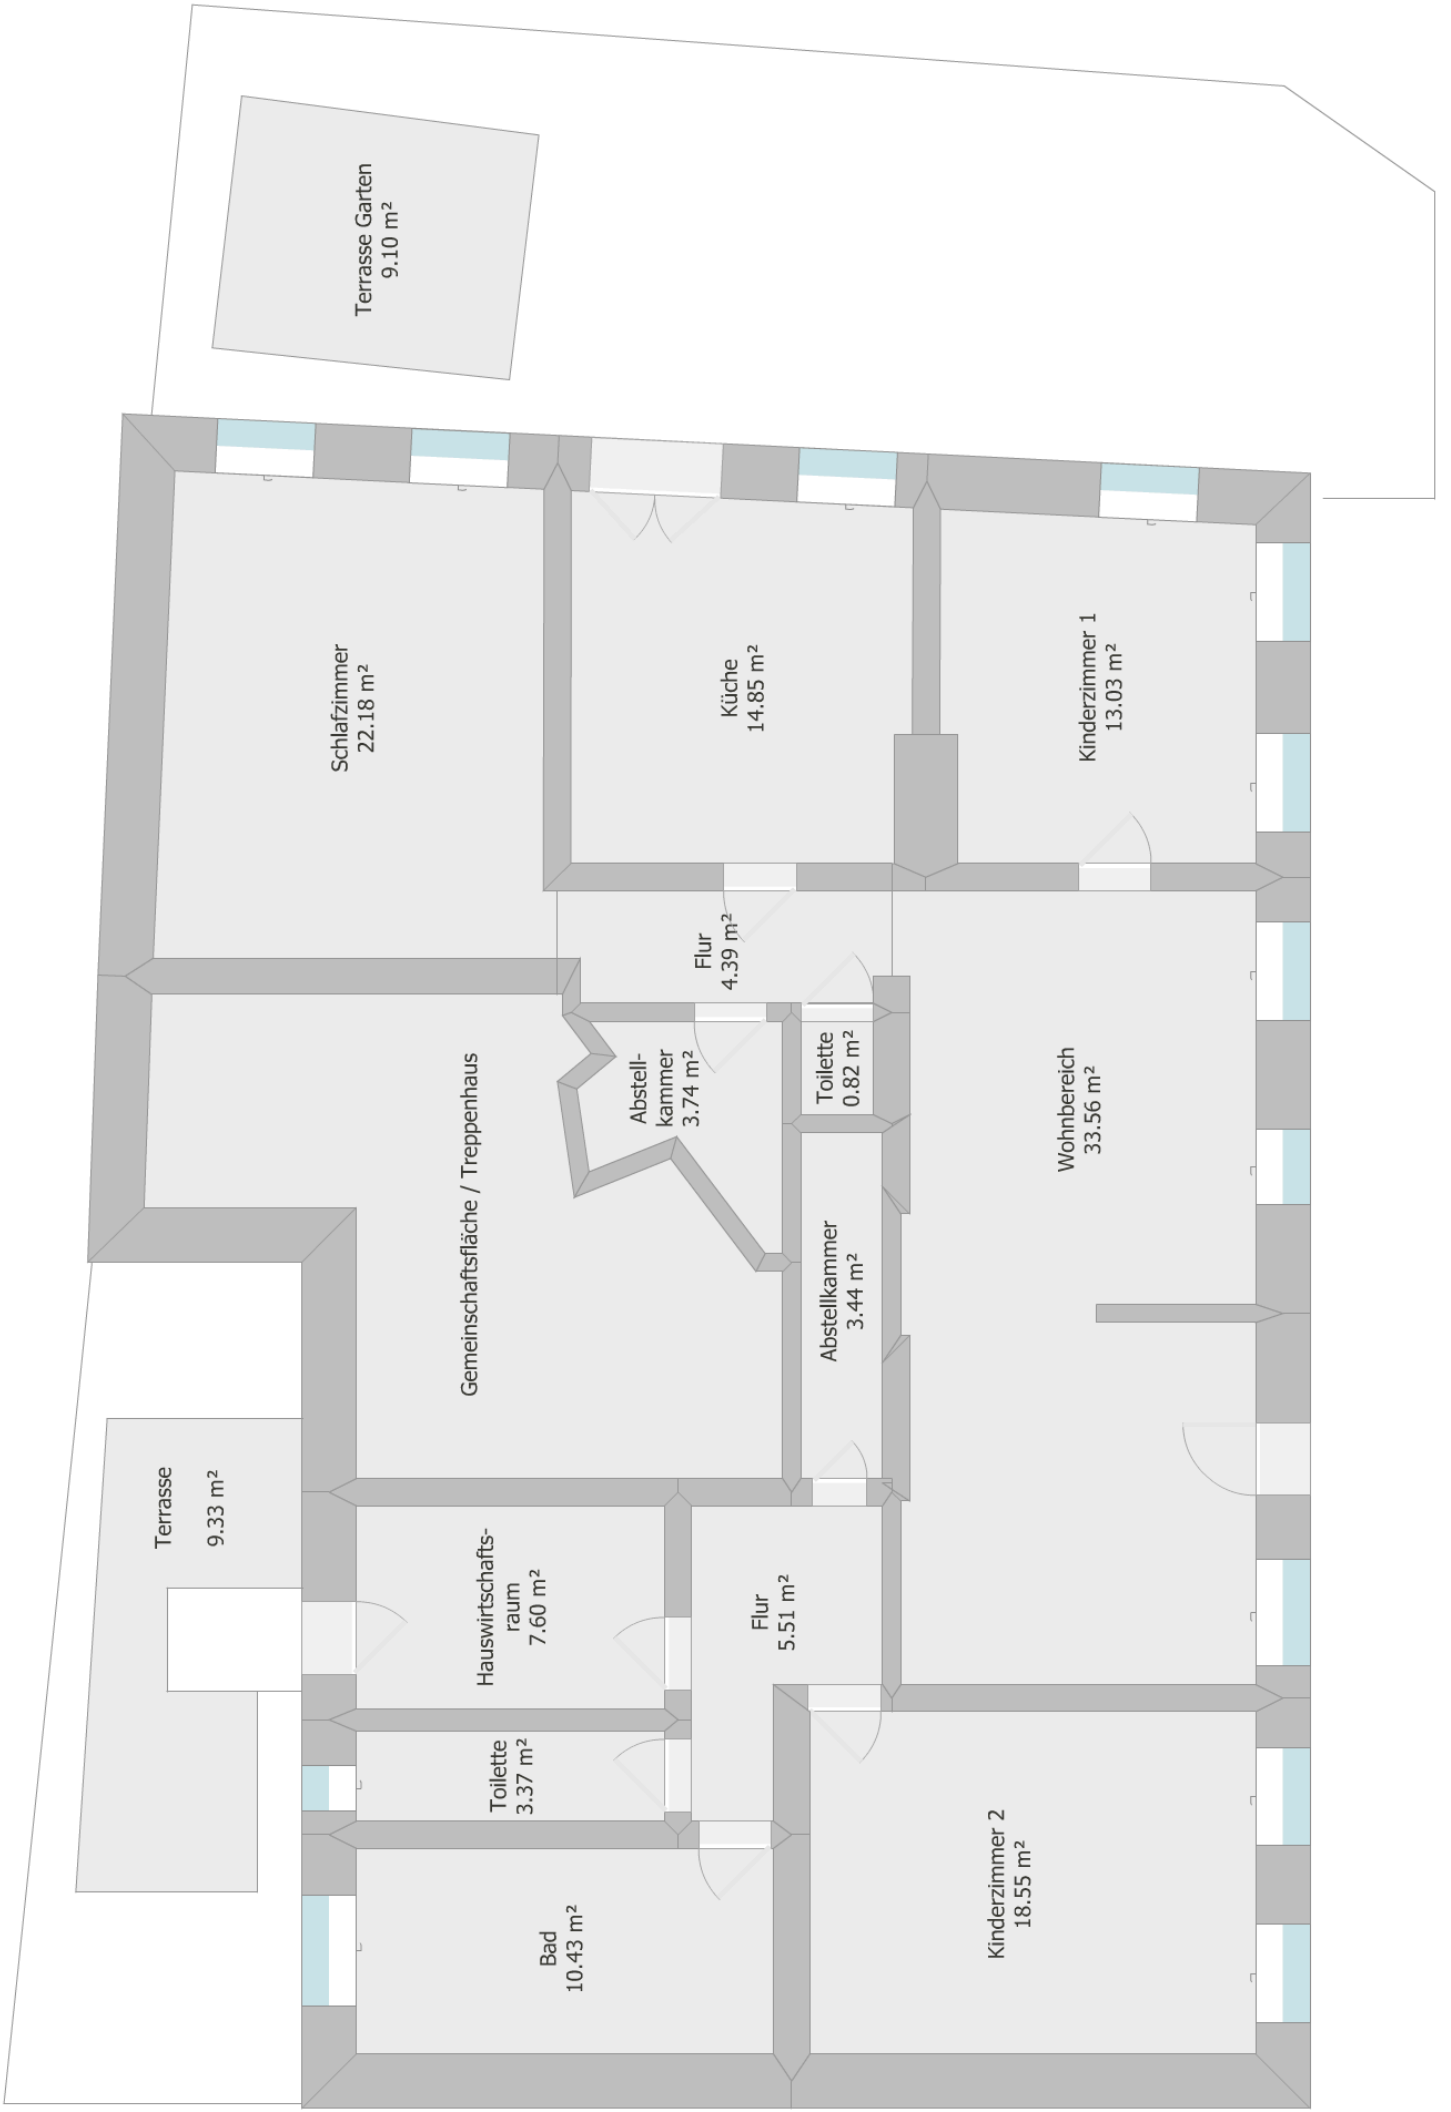 Terrasse
9.33 m²
Terrasse Garten
9.10 m²
Schlafzimmer
22.18 m²
Gemeinschaftsfläche / Treppenhaus
Hauswirtschafts-
raum
7.60 m²
Toilette
3.37 m²
Bad
10.43 m²
Abstell-
kammer
3.74 m²
Flur
4.39 m²
Küche
14.85 m²
Flur
5.51 m²
Abstellkammer
3.44 m²
Toilette
0.82 m²
Kinderzimmer 2
18.55 m²
Wohnbereich
33.56 m²
Kinderzimmer 1
13.03 m²